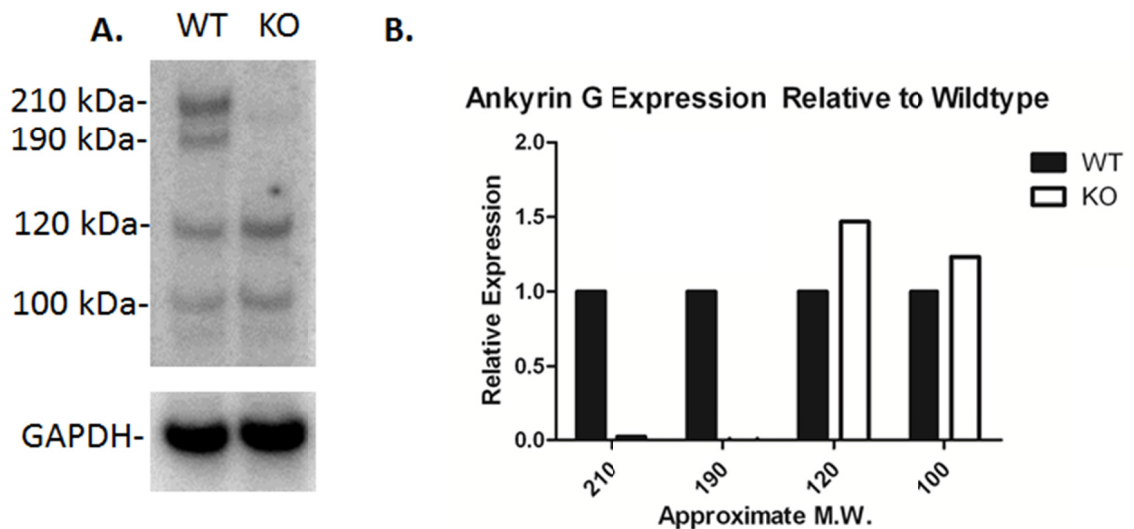 A.
WT KO
210 kDa-
190 kDa-
120 kDa-
100 kDa-
GAPDH-
B.
Ankyrin G Expression Relative to Wildtype
WT
KO
Relative Expression
2.0
1.5
1.0
0.5
0.0
210 190 120 100
Approximate M.W.